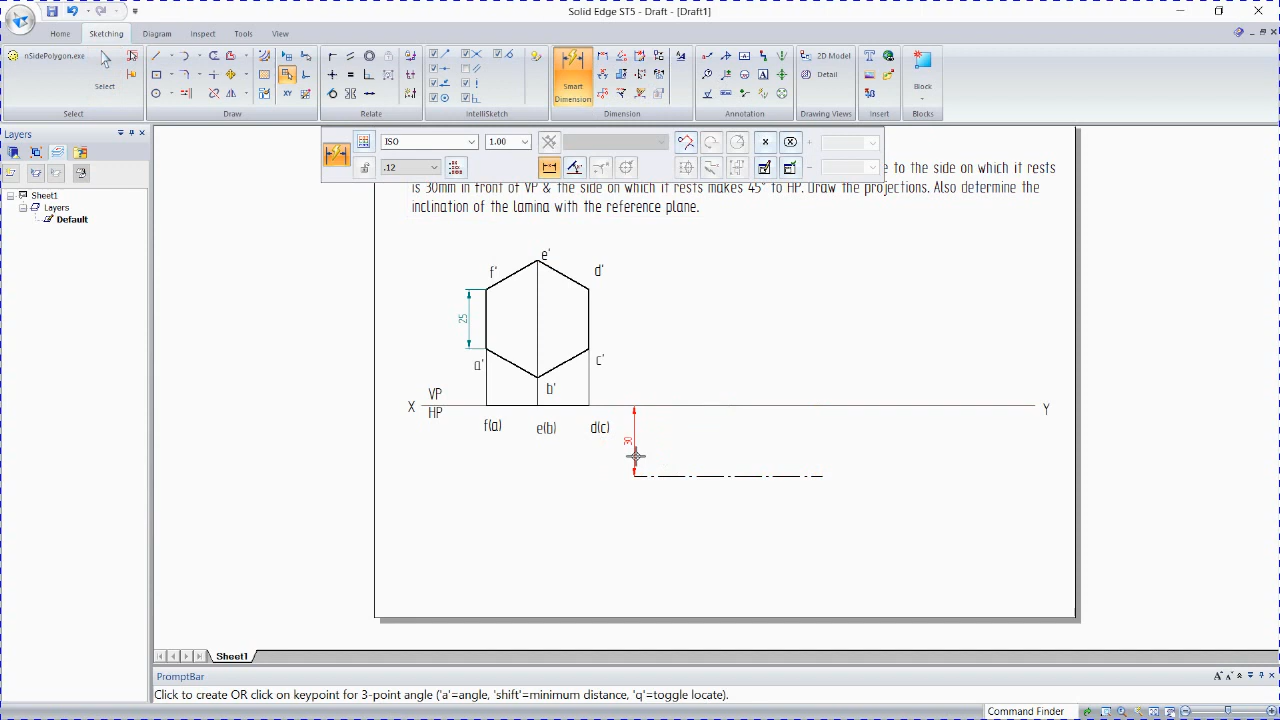 Solid Edge ST5 - Draft - [Draft1]
Home Sketching Diagram Inspect Tools View
nSidePolygon.exe
Select
Smart
Dimension
2D Model
Detail
Block
Select Draw Relate IntelliSketch Dimension Annotation Drawing Views Insert Blocks
Layers
ISO 1.00
.12
Sheet1
Layers
Default
e to the side on which it rests
is 30mm in front of VP & the side on which it rests makes 45° to HP. Draw the projections. Also determine the
inclination of the lamina with the reference plane.
e'
f' d'
25
a' c'
b'
VP
X Y
HP
f(a) e(b) d(c)
30
Sheet1
PromptBar
Click to create OR click on keypoint for 3-point angle ('a'=angle, 'shift'=minimum distance, 'q'=toggle locate).
Command Finder